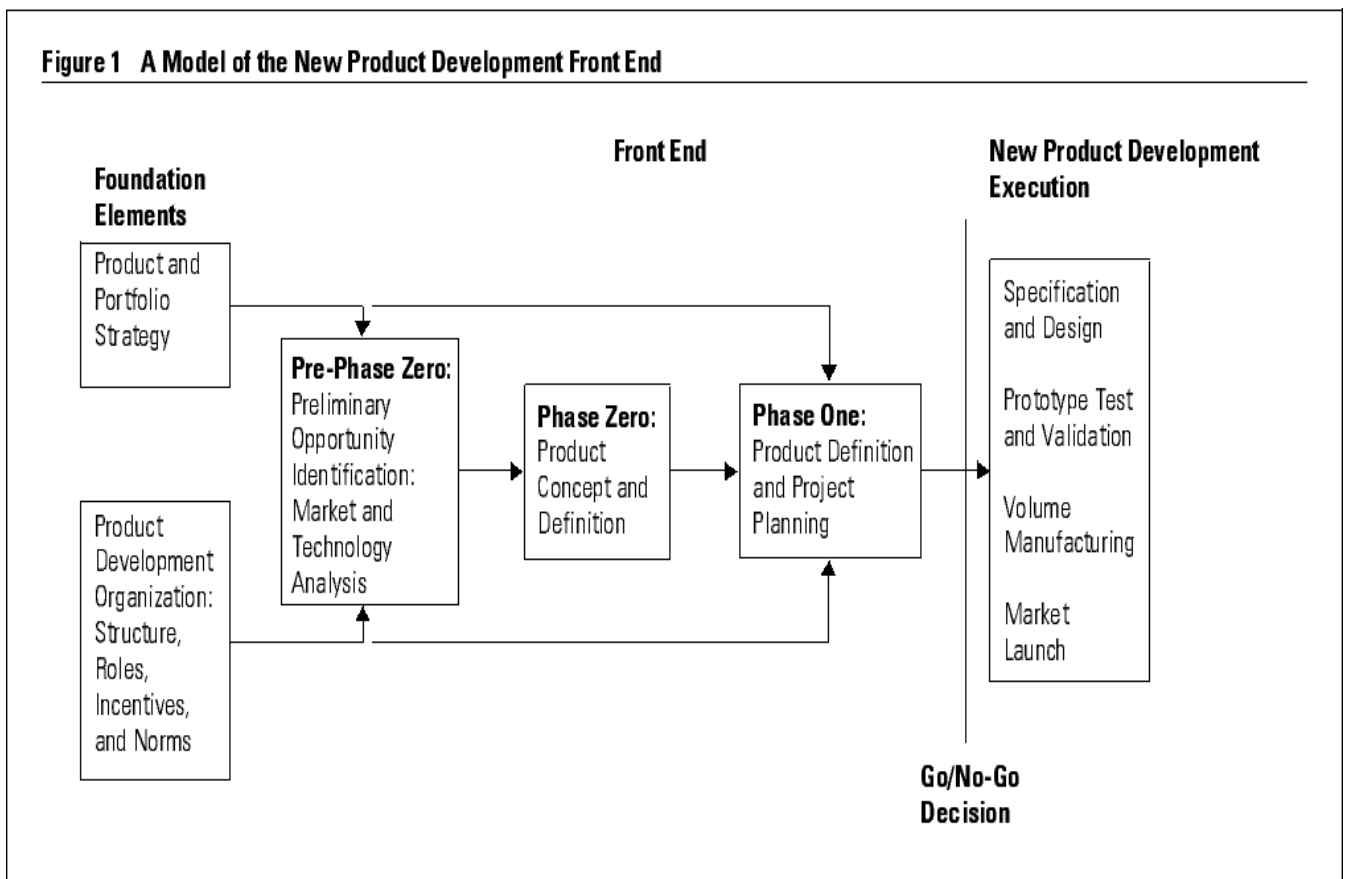 Figure 1 A Model of the New Product Development Front End
Front End
New Product Development
Execution
Foundation
Elements
Product and
Portfolio
Strategy
Pre-Phase Zero:
Preliminary
Opportunity
Identification:
Market and
Technology
Analysis
Phase Zero:
Product
Concept and
Definition
Phase One:
Product Definition
and Project
Planning
Specification
and Design
Prototype Test
and Validation
Volume
Manufacturing
Market
Launch
Product
Development
Organization:
Structure,
Roles,
Incentives,
and Norms
Go/No-Go
Decision